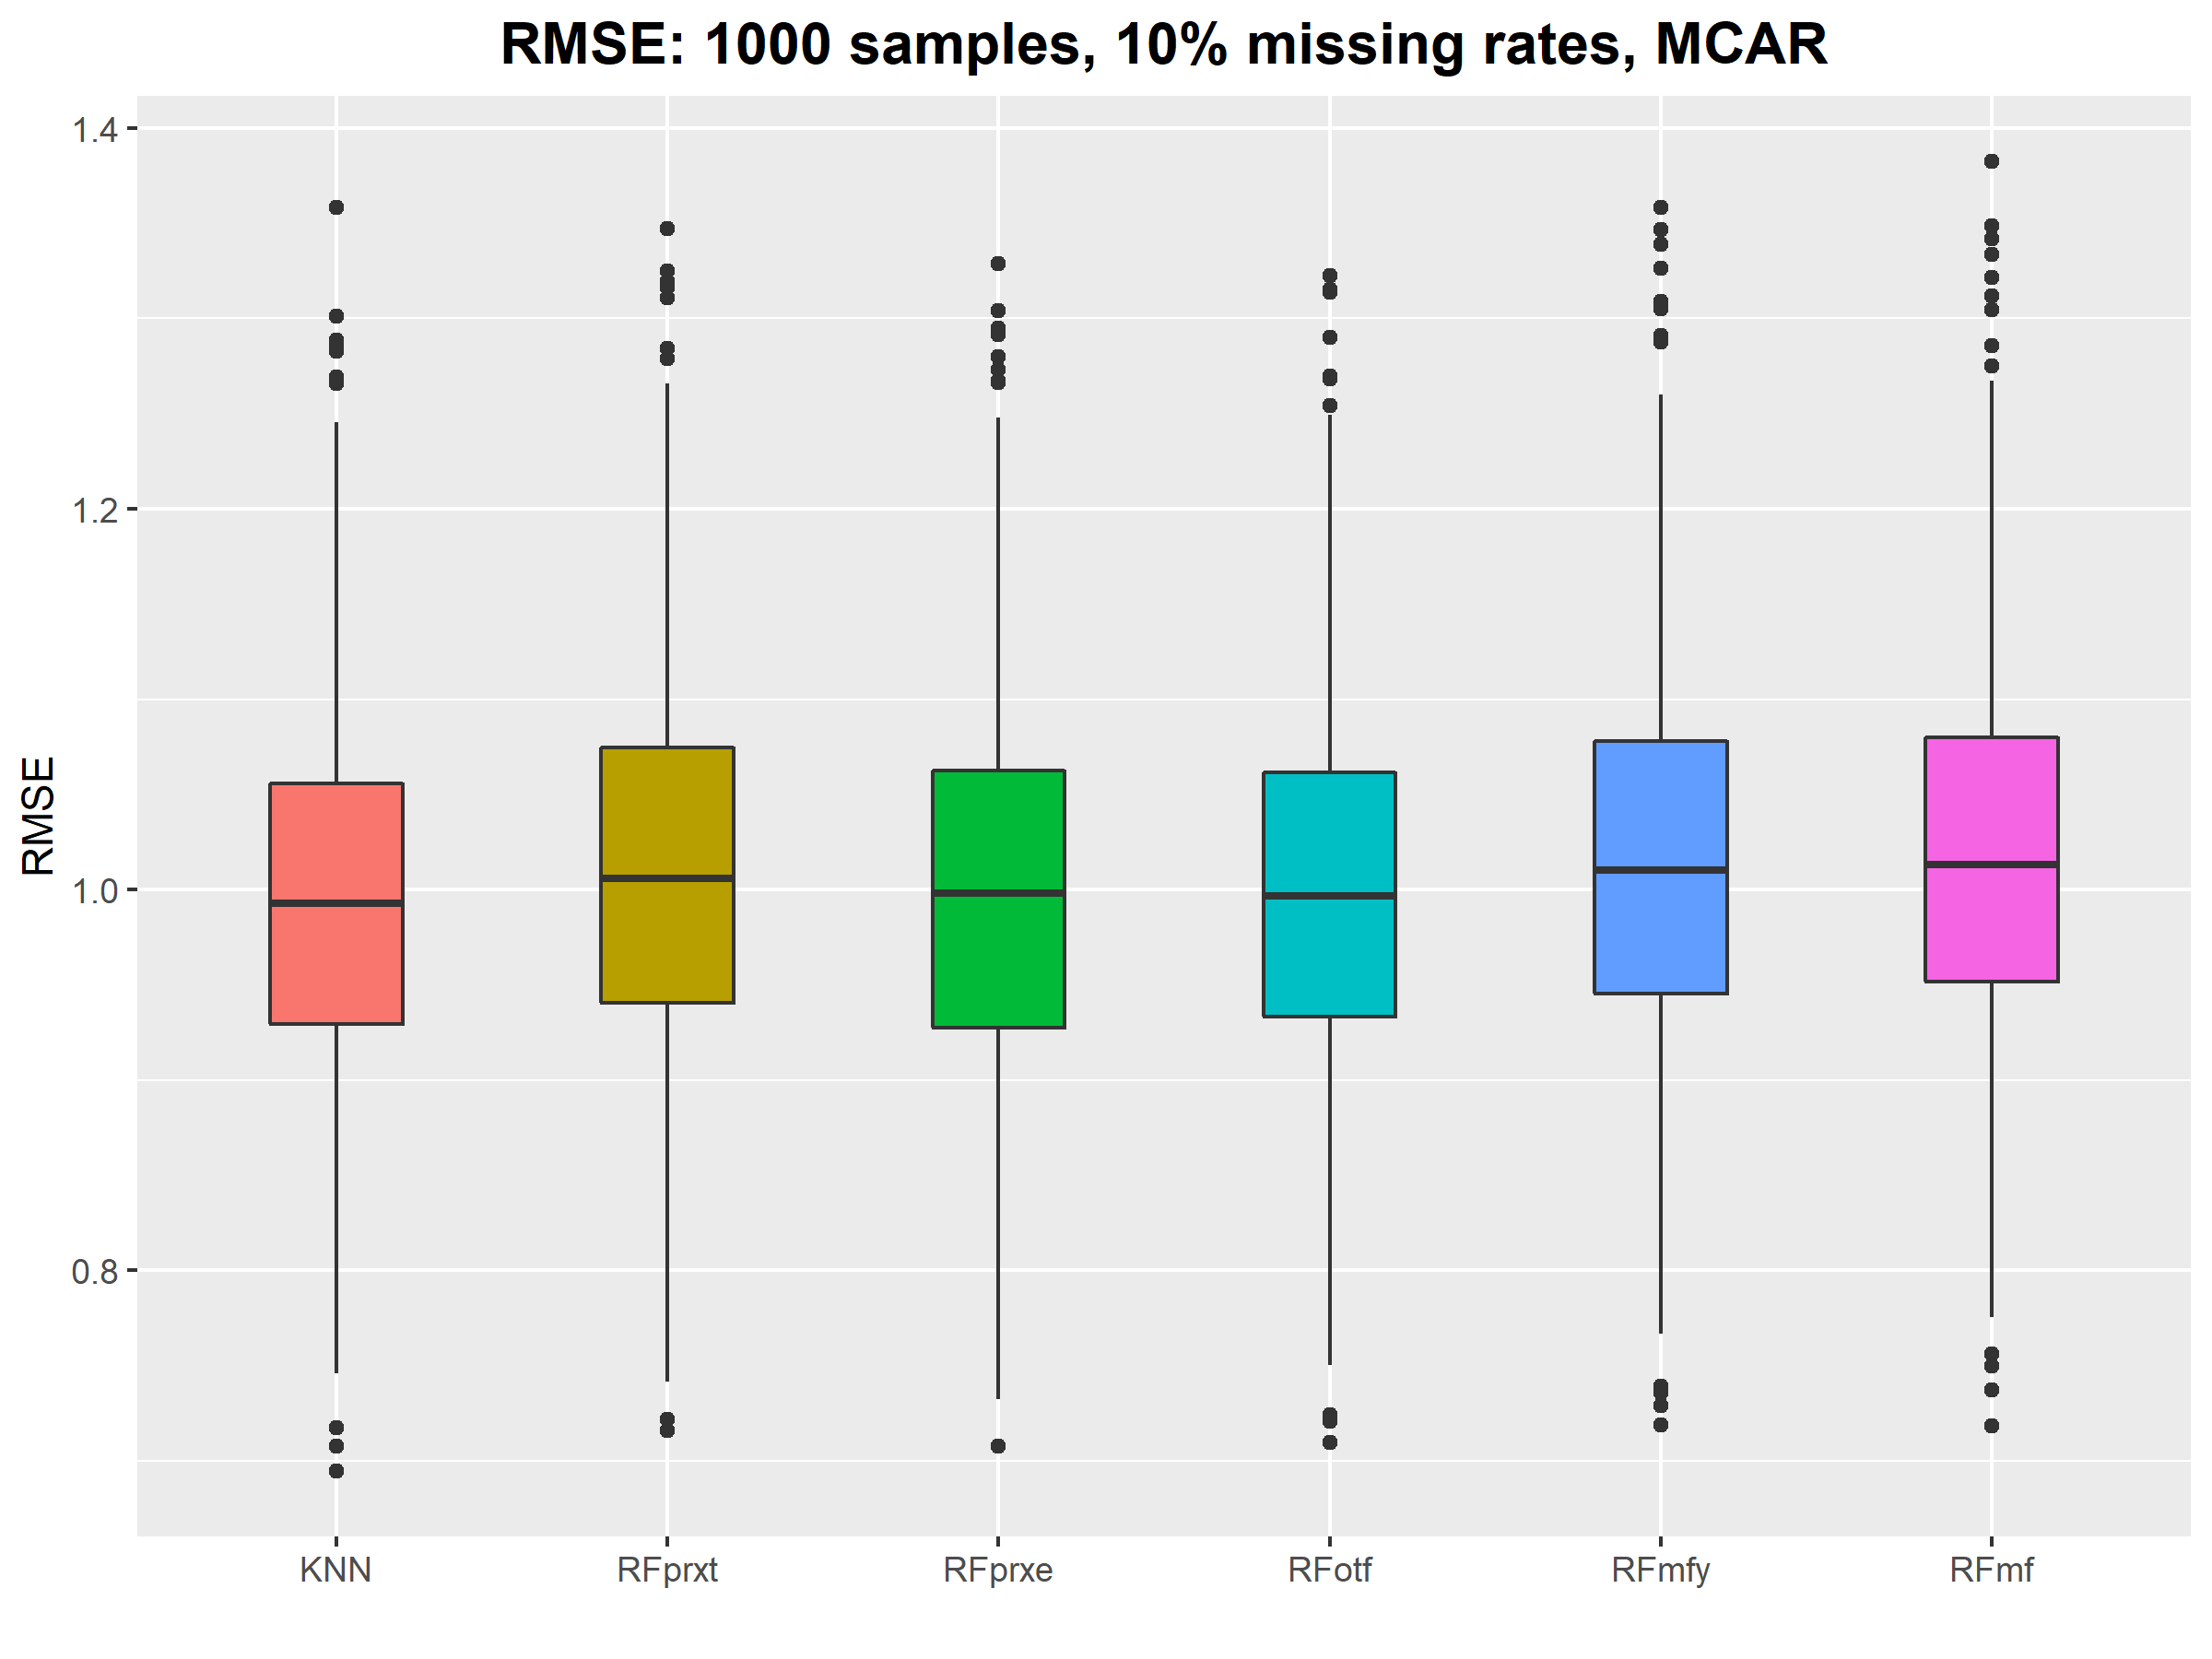 RMSE: 1000 samples, 10% missing rates, MCAR
1.4
1.2
1.0
0.8
RMSE
KNN RFprxt RFprxe RFotf RFmfy RFmf